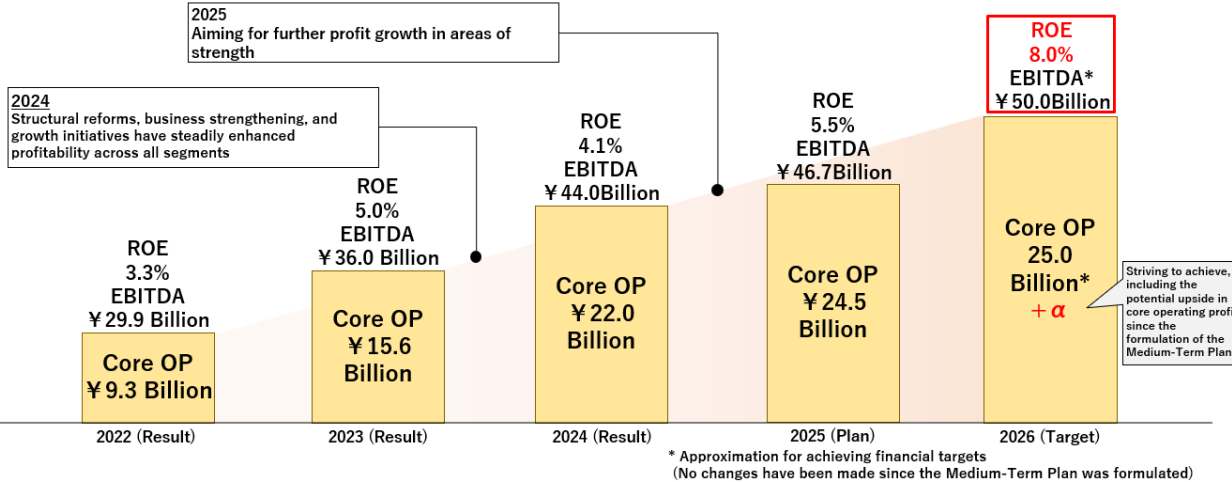 2025
Aiming for further profit growth in areas of
strength
2024
Structural reforms, business strengthening, and
growth initiatives have steadily enhanced
profitability across all segments
ROE
3.3%
EBITDA
¥29.9 Billion
Core OP
¥9.3 Billion
2022 (Result)
ROE
5.0%
EBITDA
¥36.0 Billion
Core OP
¥15.6
Billion
2023 (Result)
ROE
4.1%
EBITDA
¥44.0Billion
Core OP
¥22.0
Billion
2024 (Result)
ROE
5.5%
EBITDA
¥46.7Billion
Core OP
¥24.5
Billion
2025 (Plan)
ROE
8.0%
EBITDA*
¥50.0Billion
Core OP
25.0
Billion*
+α
2026 (Target)
Striving to achieve,
including the
potential upside in
core operating profi
since the
formulation of the
Medium-Term Plan
* Approximation for achieving financial targets
(No changes have been made since the Medium-Term Plan was formulated)